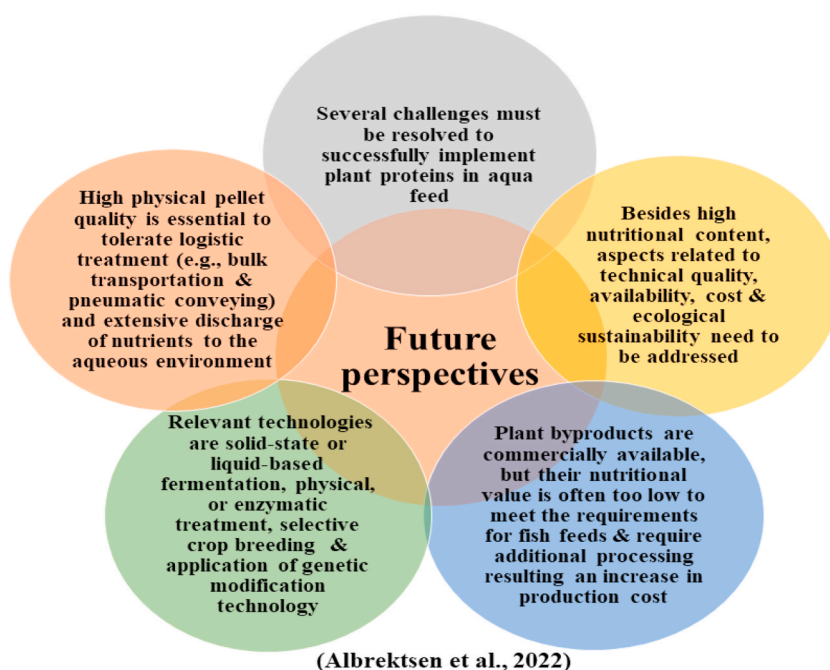 Several challenges must
be resolved to
successfully implement
plant proteins in aqua
feed
High physical pellet
quality is essential to
tolerate logistic
treatment (e.g., bulk
transportation &
pneumatic conveying)
and extensive discharge
of nutrients to the
aqueous environment
Besides high
nutritional content,
aspects related to
technical quality,
availability, cost &
ecological
sustainability need to
be addressed
Future
perspectives
Relevant technologies
are solid-state or
liquid-based
fermentation, physical,
or enzymatic
treatment, selective
crop breeding &
application of genetic
modification
technology
Plant byproducts are
commercially available,
but their nutritional
value is often too low to
meet the requirements
for fish feeds & require
additional processing
resulting an increase in
production cost
(Albrektsen et al., 2022)